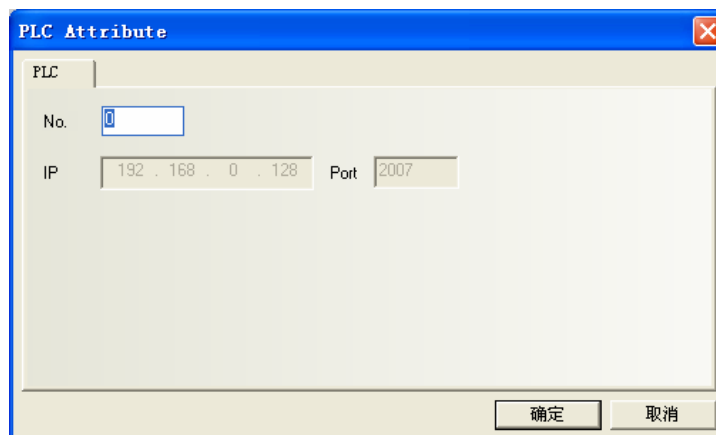 PLC Attribute
PLC
No. 0
IP 192 . 168 . 0 . 128 Port 2007
确定 取消